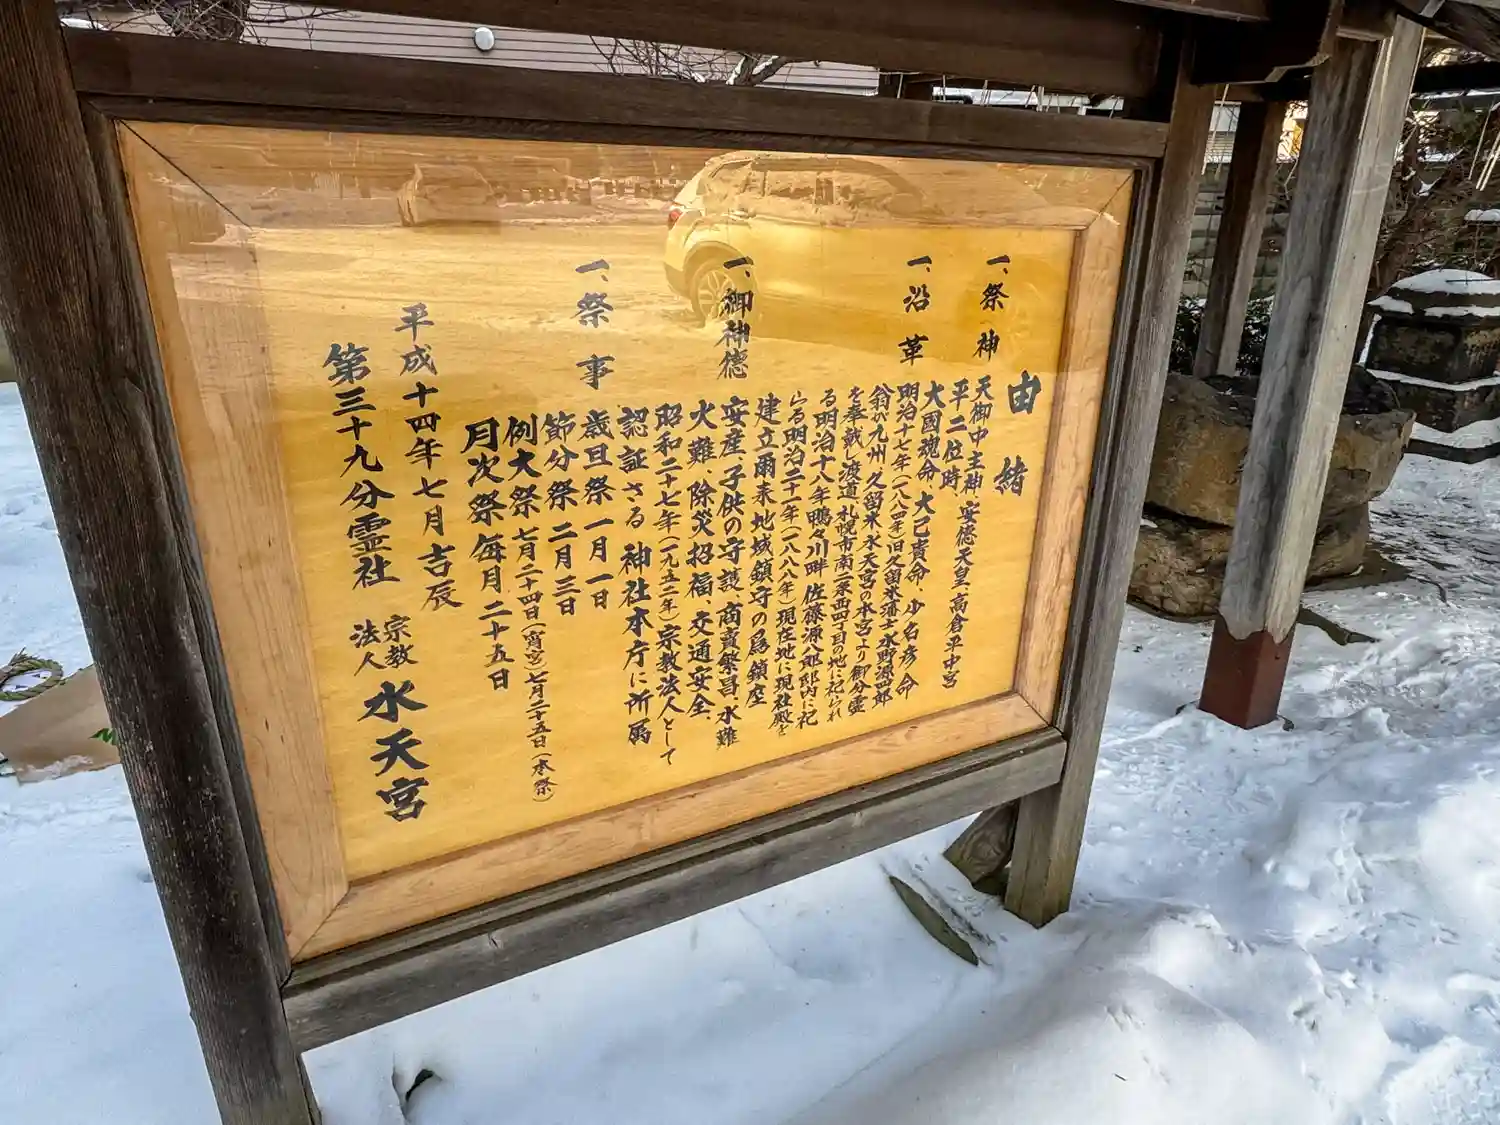 由緒
一、祭神
天御中主神、安徳天皇、高倉平中宮
平二位時、
大國魂命、大己貴命、少名彦命
一、沿革
明治十七年(一八八四年)旧久留米藩士水野源四郎
翁が九州、久留米、水天宮の本宮より御分霊
を奉戴し渡道、札幌市南二条西四丁目の地に祀られ
る明治十八年鴨々川畔、佐藤源八郎邸内に祀
らる明治二十一年(一八八八年)現在地に現社殿を
建立爾来、地域鎮守の為、鎮座
一、御神徳
安産、子供の守護、商賣繁昌、水難
火難、除災招福、交通安全、
昭和二十七年(一九五二年)宗教法人として
認証さる 神社本庁に所属
一、祭事
歳旦祭 一月一日
節分祭 二月三日
例大祭 七月二十四日(宵宮)七月二十五日(本祭)
月次祭 毎月二十五日
平成十四年七月吉辰
第三十九分霊社 宗教法人 水天宮